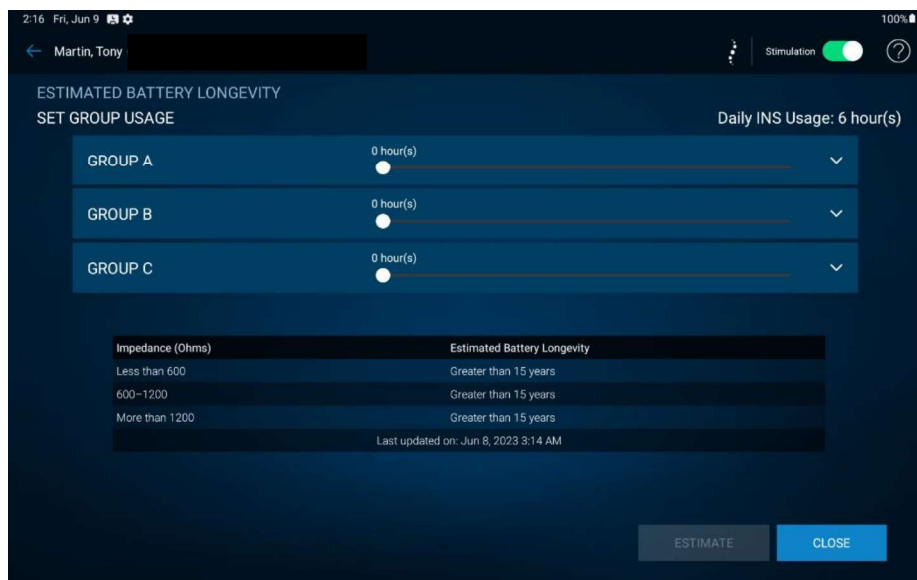 2:16 Fri, Jun 9 100%
Martin, Tony Stimulation ?
ESTIMATED BATTERY LONGEVITY
SET GROUP USAGE Daily INS Usage: 6 hour(s)
GROUP A 0 hour(s)
GROUP B 0 hour(s)
GROUP C 0 hour(s)
Impedance (Ohms) Estimated Battery Longevity
Less than 600 Greater than 15 years
600–1200 Greater than 15 years
More than 1200 Greater than 15 years
Last updated on: Jun 8, 2023 3:14 AM
ESTIMATE CLOSE